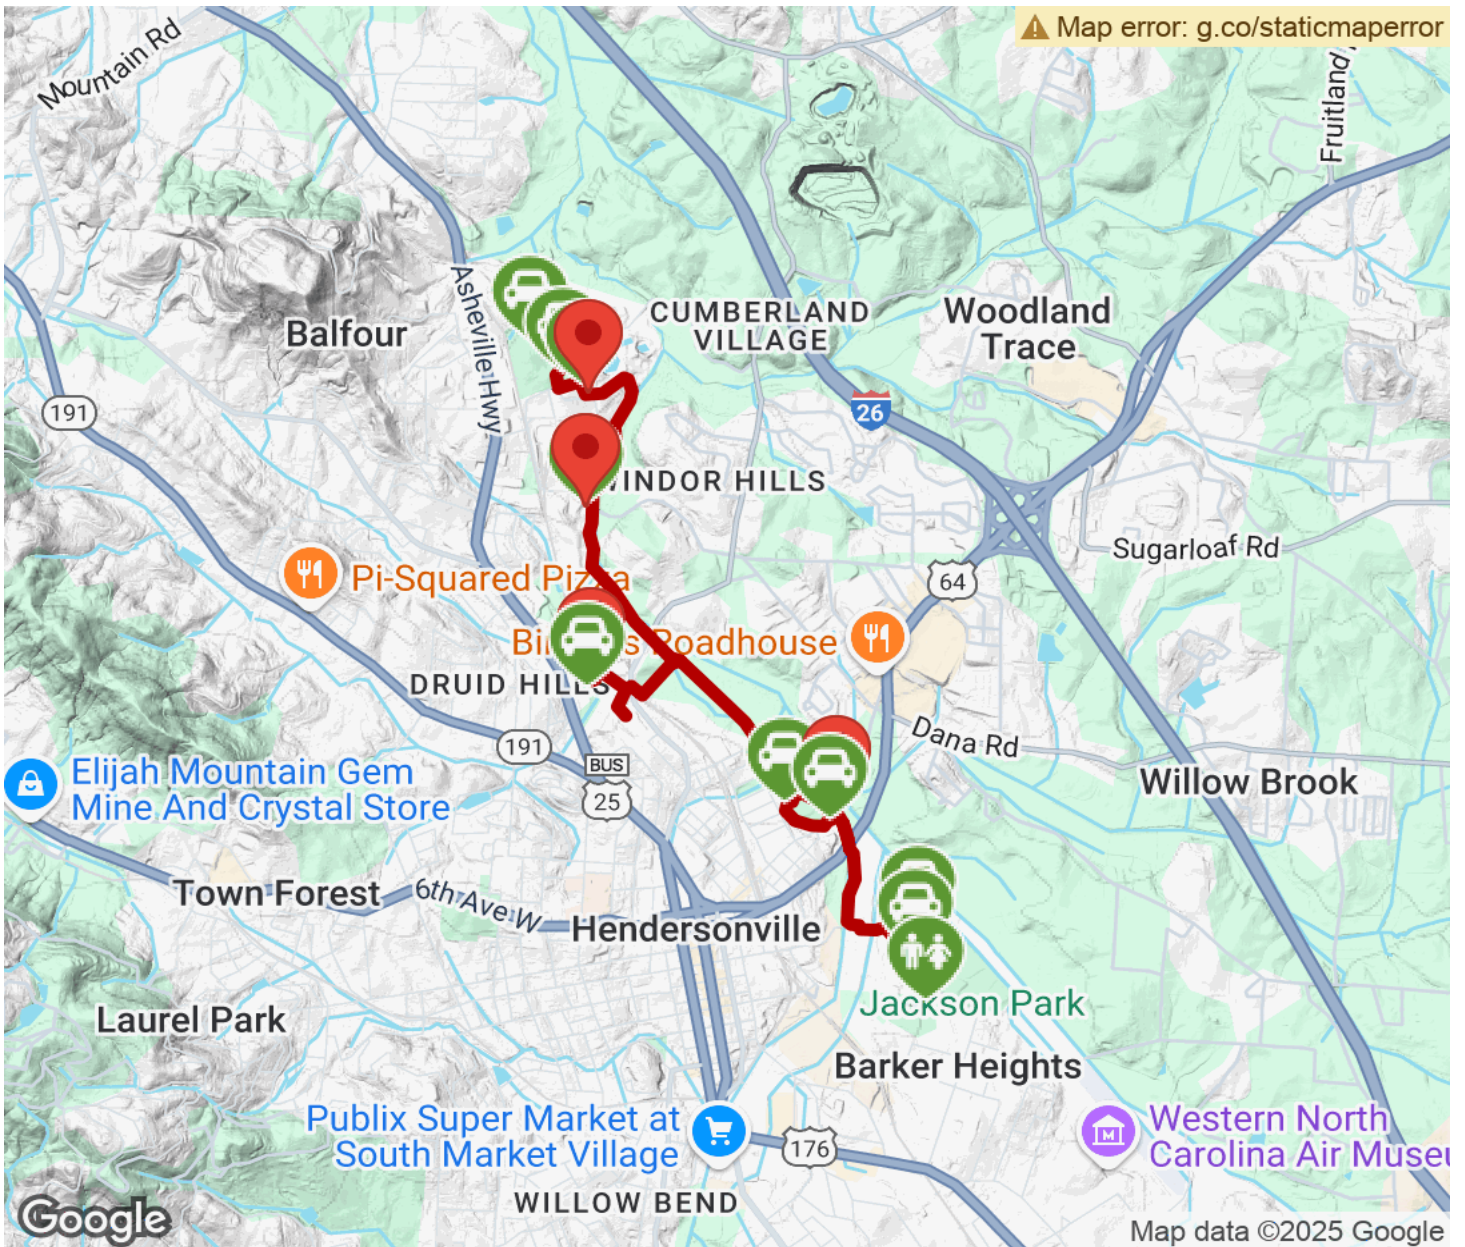 Map error: g.co/staticmaperror
Mountain Rd
Fruitland
Asheville Hwy
CUMBERLAND
VILLAGE
Woodland
Trace
Balfour
191
26
INDOR HILLS
Sugarloaf Rd
Pi-Squared Pizza
64
Roadhouse
DRUID HILLS
191
Dana Rd
BUS
25
Elijah Mountain Gem
Mine And Crystal Store
Willow Brook
Town Forest
6th Ave W
Hendersonville
Jackson Park
Laurel Park
Barker Heights
Publix Super Market at
South Market Village
176
Western North
Carolina Air
WILLOW BEND
Google
Map data ©2025 Google